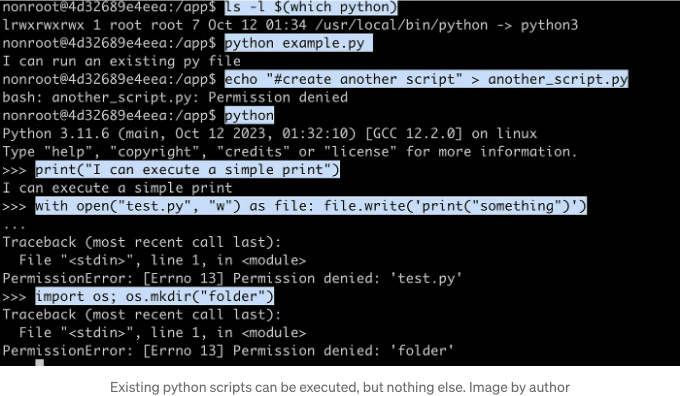 nonroot@4d32689e4eea:/app$ ls -l $(which python)
lrwxrwxrwx 1 root root 7 Oct 12 01:34 /usr/local/bin/python -> python3
nonroot@4d32689e4eea:/app$ python example.py
I can run an existing py file
nonroot@4d32689e4eea:/app$ echo "#create another script" > another_script.py
bash: another_script.py: Permission denied
nonroot@4d32689e4eea:/app$ python
Python 3.11.6 (main, Oct 12 2023, 01:32:10) [GCC 12.2.0] on linux
Type "help", "copyright", "credits" or "license" for more information.
>>> print("I can execute a simple print")
I can execute a simple print
>>> with open("test.py", "w") as file: file.write('print("something")')
...
Traceback (most recent call last):
  File "<stdin>", line 1, in <module>
PermissionError: [Errno 13] Permission denied: 'test.py'
>>> import os; os.mkdir("folder")
Traceback (most recent call last):
  File "<stdin>", line 1, in <module>
PermissionError: [Errno 13] Permission denied: 'folder'
Existing python scripts can be executed, but nothing else. Image by author